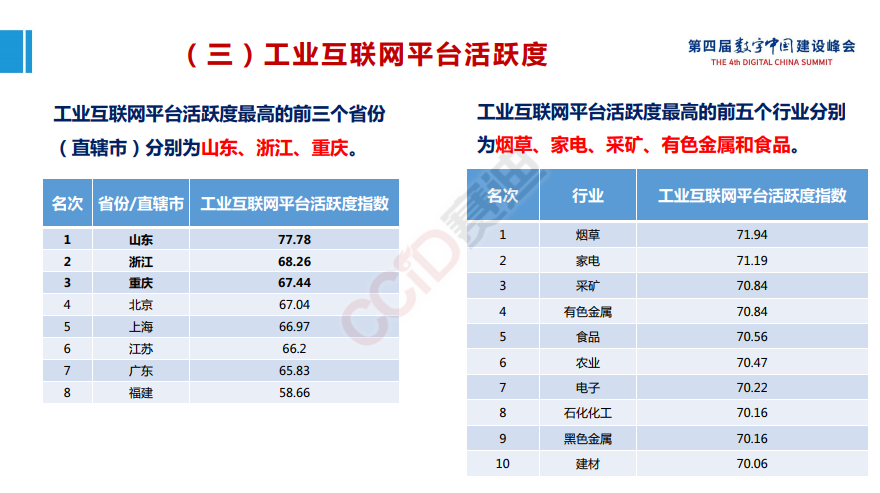 （三）工业互联网平台活跃度
第四届数字中国建设峰会
THE 4th DIGITAL CHINA SUMMIT
工业互联网平台活跃度最高的前三个省份
（直辖市）分别为山东、浙江、重庆。
名次 省份/直辖市 工业互联网平台活跃度指数
1 山东 77.78
2 浙江 68.26
3 重庆 67.44
4 北京 67.04
5 上海 66.97
6 江苏 66.2
7 广东 65.83
8 福建 58.66
工业互联网平台活跃度最高的前五个行业分别
为烟草、家电、采矿、有色金属和食品。
名次 行业 工业互联网平台活跃度指数
1 烟草 71.94
2 家电 71.19
3 采矿 70.84
4 有色金属 70.84
5 食品 70.56
6 农业 70.47
7 电子 70.22
8 石化化工 70.16
9 黑色金属 70.16
10 建材 70.06
CCiD赛迪